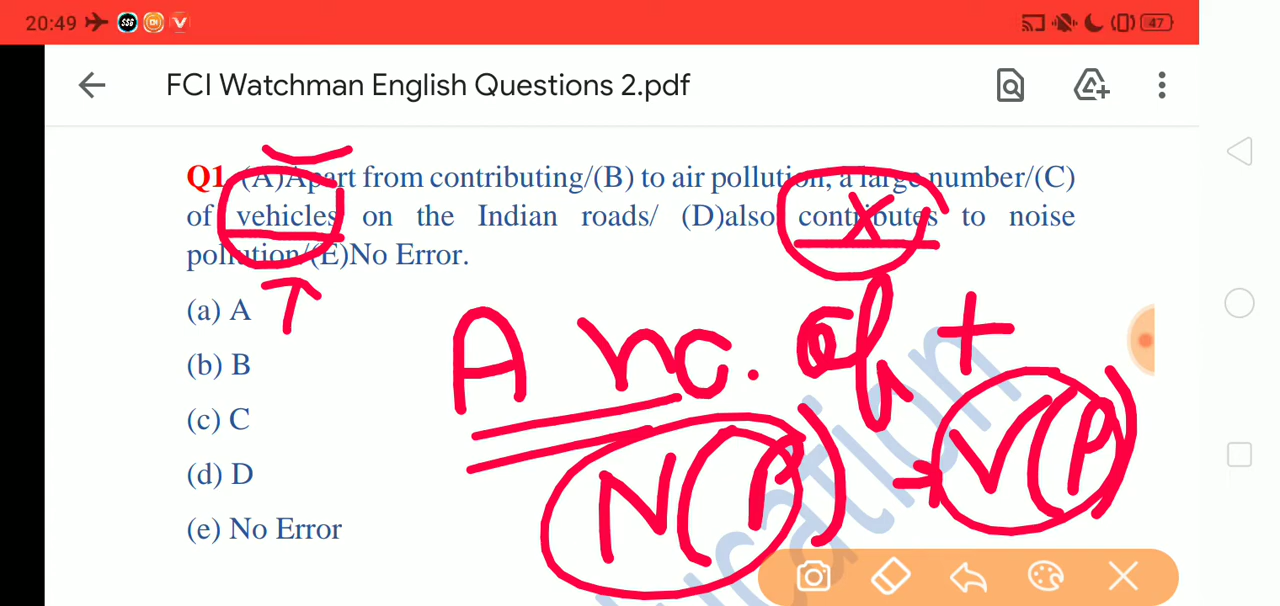 20:49
47
FCI Watchman English Questions 2.pdf
Q1. (A)Apart from contributing/(B) to air pollution, a large number/(C)
of vehicles on the Indian roads/ (D)also contributes to noise
pollution/(E)No Error.
(a) A
(b) B
(c) C
(d) D
(e) No Error
A no. of +
N(P) V(P)